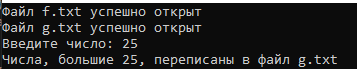 Файл f.txt успешно открыт
Файл g.txt успешно открыт
Введите число: 25
Числа, большие 25, переписаны в файл g.txt